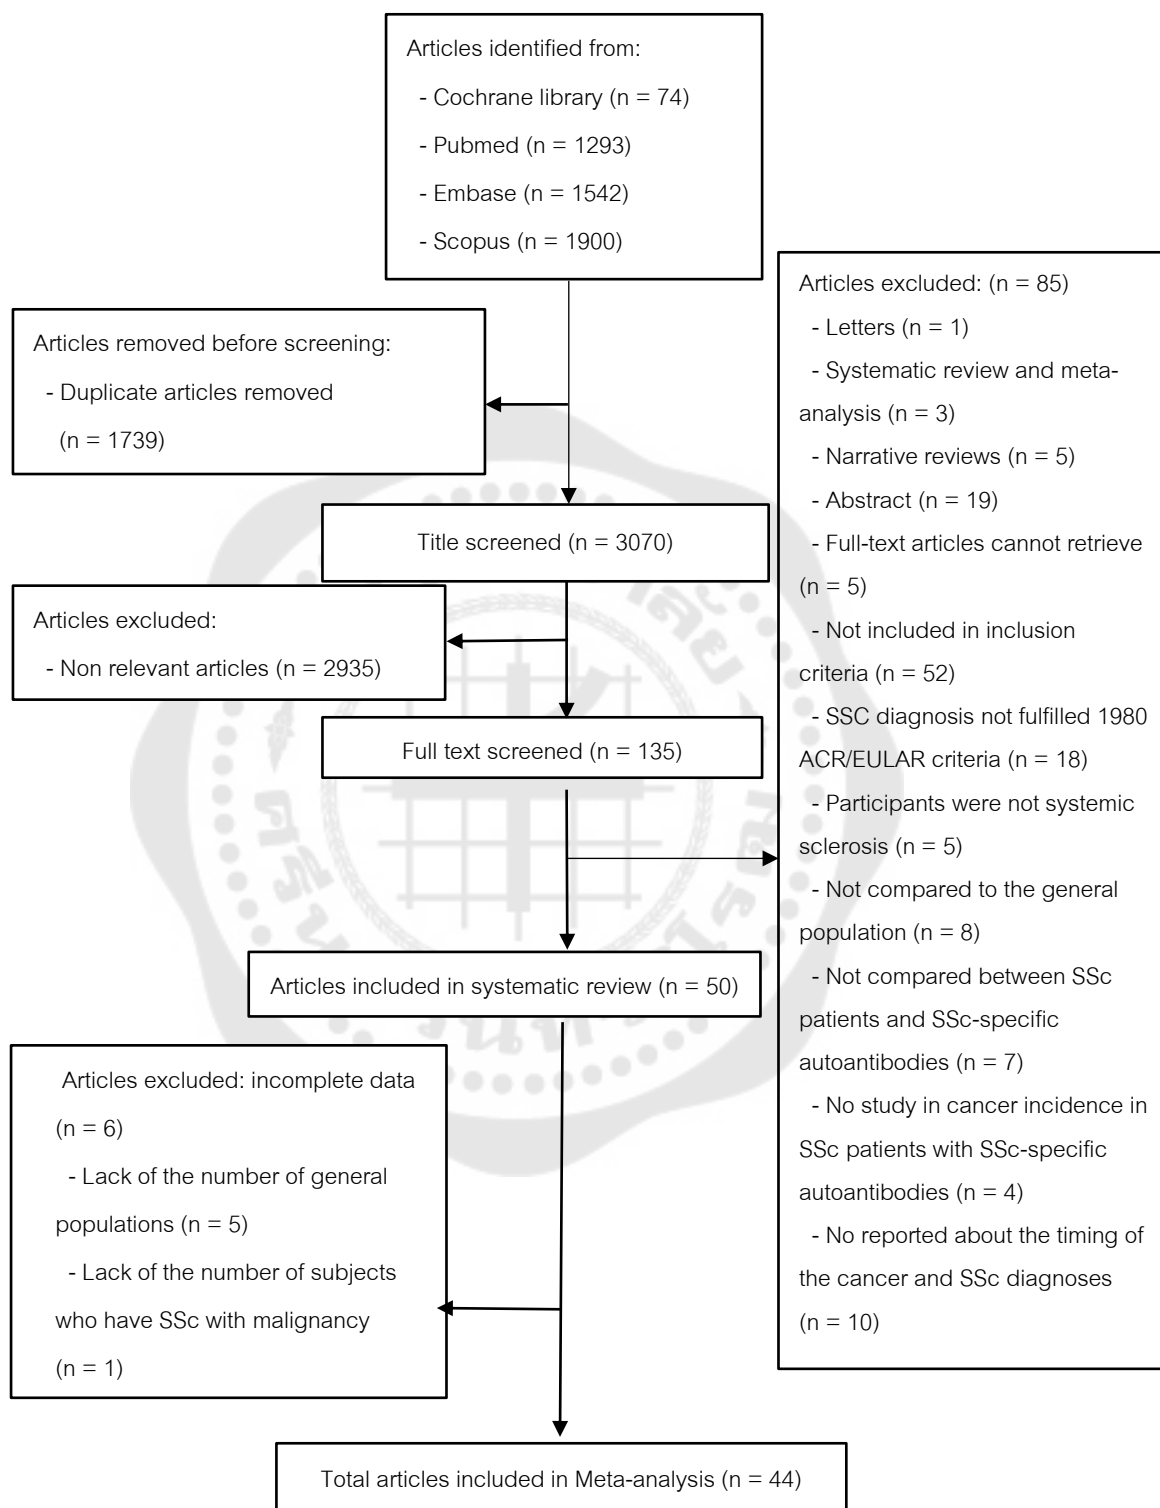 Articles identified from:
- Cochrane library (n = 74)
- Pubmed (n = 1293)
- Embase (n = 1542)
- Scopus (n = 1900)
Articles removed before screening:
- Duplicate articles removed
(n = 1739)
Title screened (n = 3070)
Articles excluded:
- Non relevant articles (n = 2935)
Full text screened (n = 135)
Articles excluded: (n = 85)
- Letters (n = 1)
- Systematic review and meta-
analysis (n = 3)
- Narrative reviews (n = 5)
- Abstract (n = 19)
- Full-text articles cannot retrieve
(n = 5)
- Not included in inclusion
criteria (n = 52)
- SSC diagnosis not fulfilled 1980
ACR/EULAR criteria (n = 18)
- Participants were not systemic
sclerosis (n = 5)
- Not compared to the general
population (n = 8)
- Not compared between SSc
patients and SSc-specific
autoantibodies (n = 7)
- No study in cancer incidence in
SSc patients with SSc-specific
autoantibodies (n = 4)
- No reported about the timing of
the cancer and SSc diagnoses
(n = 10)
Articles included in systematic review (n = 50)
Articles excluded: incomplete data
(n = 6)
- Lack of the number of general
populations (n = 5)
- Lack of the number of subjects
who have SSc with malignancy
(n = 1)
Total articles included in Meta-analysis (n = 44)